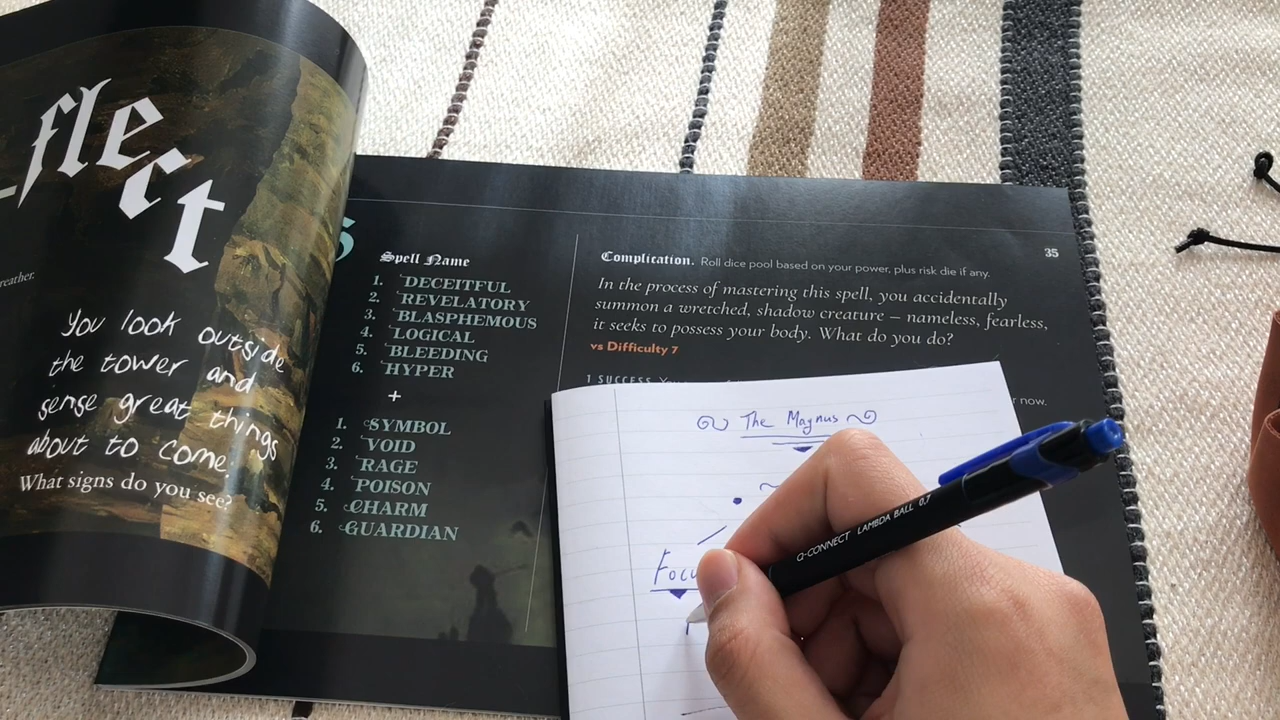 flect
reather.
You look outside
the tower and
sense great things
about to come.
What signs do you see?
Spell Name
1. DECEITFUL
2. REVELATORY
3. BLASPHEMOUS
4. LOGICAL
5. BLEEDING
6. HYPER
+
1. SYMBOL
2. VOID
3. RAGE
4. POISON
5. CHARM
6. GUARDIAN
35
Complication. Roll dice pool based on your power, plus risk die if any.
In the process of mastering this spell, you accidentally
summon a wretched, shadow creature – nameless, fearless,
it seeks to possess your body. What do you do?
vs Difficulty 7
1 SUCCESS
r now.
The Magnus
Focu
Q-CONNECT LAMBDA BALL 0.7